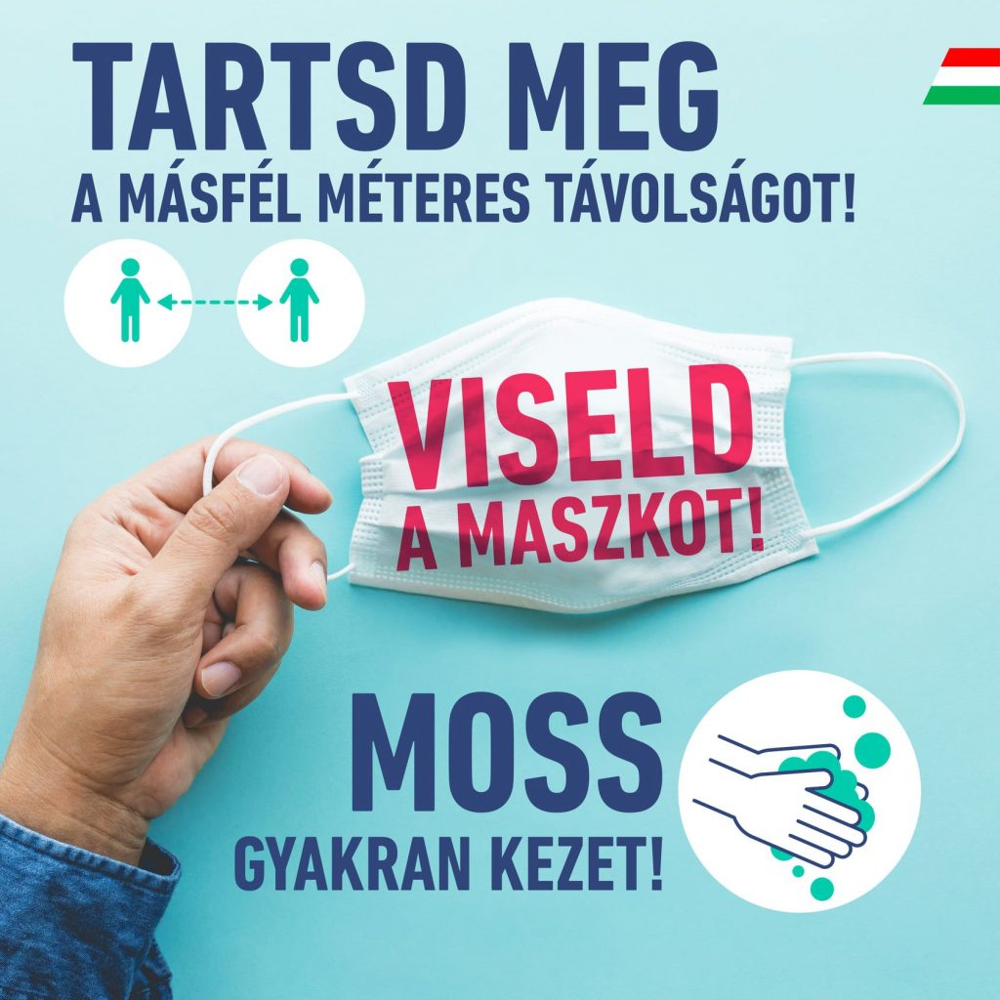 TARTSD MEG
A MÁSFÉL MÉTERES TÁVOLSÁGOT!
VISELD
A MASZKOT!
MOSS
GYAKRAN KEZET!